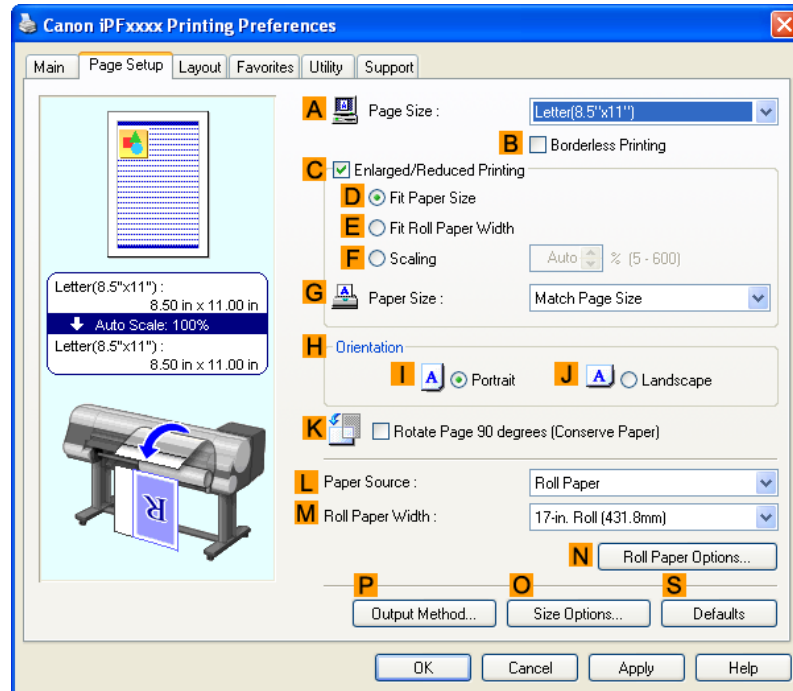 Canon iPFxxxx Printing Preferences
Main Page Setup Layout Favorites Utility Support
A Page Size : Letter(8.5"x11")
B Borderless Printing
C Enlarged/Reduced Printing
D Fit Paper Size
E Fit Roll Paper Width
F Scaling Auto % (5 - 600)
G Paper Size : Match Page Size
Letter(8.5"x11") :
8.50 in x 11.00 in
Auto Scale: 100%
Letter(8.5"x11") :
8.50 in x 11.00 in
H Orientation
I A Portrait J A Landscape
K Rotate Page 90 degrees (Conserve Paper)
R
L Paper Source : Roll Paper
M Roll Paper Width : 17-in. Roll (431.8mm)
N Roll Paper Options...
P O S
Output Method... Size Options... Defaults
OK Cancel Apply Help